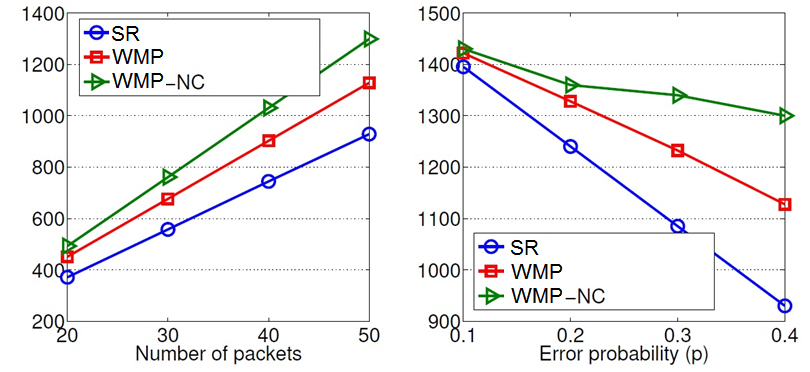 1400
1200
1000
800
600
400
200
20
30
40
50
Number of packets
SR
WMP
WMP-NC
1500
1400
1300
1200
1100
1000
900
0.1
0.2
0.3
0.4
Error probability (p)
SR
WMP
WMP-NC